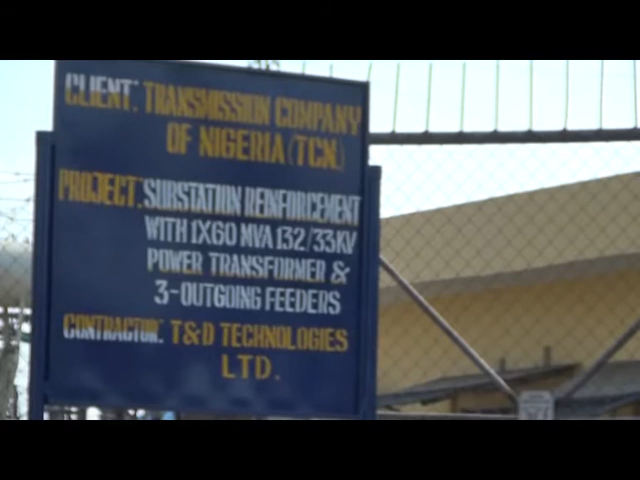 CLIENT: TRANSMISSION COMPANY
OF NIGERIA (TCN.)
PROJECT: SUBSTATION REINFORCEMENT
WITH 1X60 MVA 132/33KV
POWER TRANSFORMER &
3-OUTGOING FEEDERS
CONTRACTOR: T&D TECHNOLOGIES
LTD.